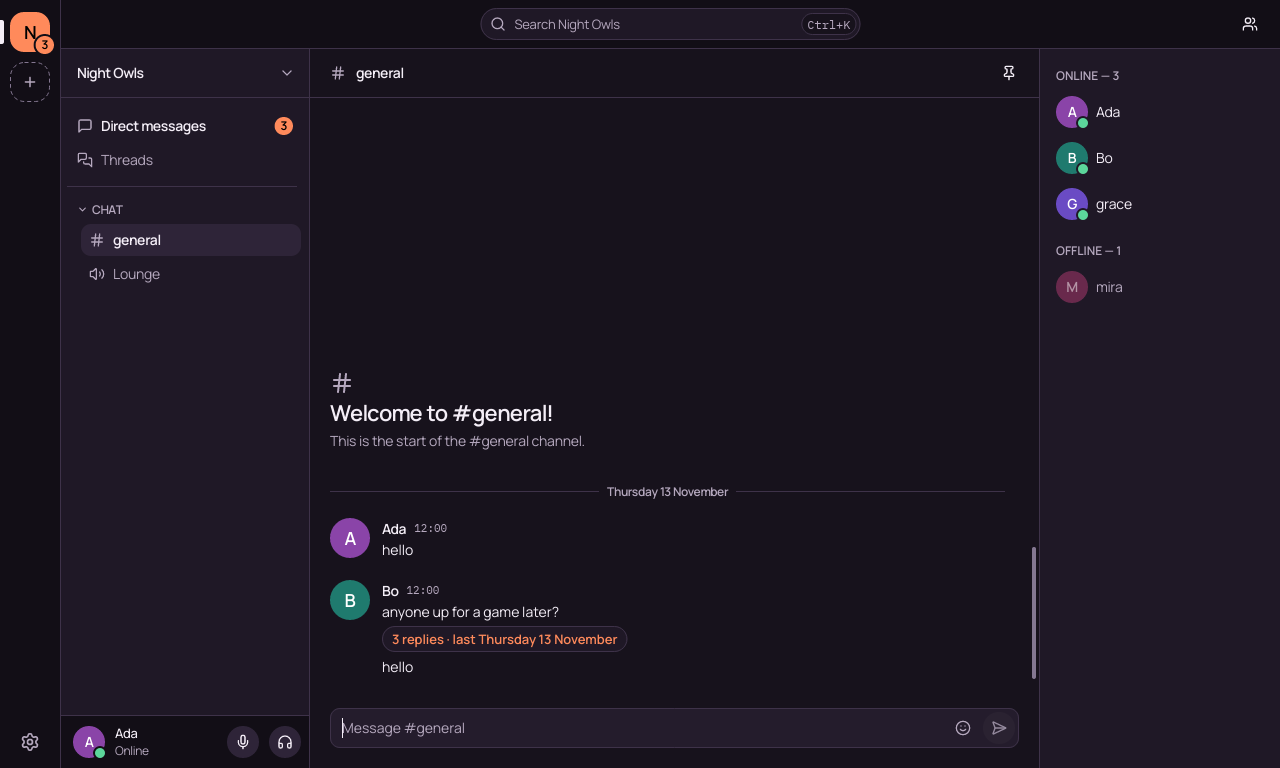 N
3
Search Night Owls
Ctrl+K
Night Owls
Direct messages
3
Threads
CHAT
general
Lounge
Ada
Online
A
general
Welcome to #general!
This is the start of the #general channel.
Thursday 13 November
A
Ada 12:00
hello
B
Bo 12:00
anyone up for a game later?
3 replies · last Thursday 13 November
hello
Message #general
ONLINE — 3
A
Ada
B
Bo
G
grace
OFFLINE — 1
M
mira